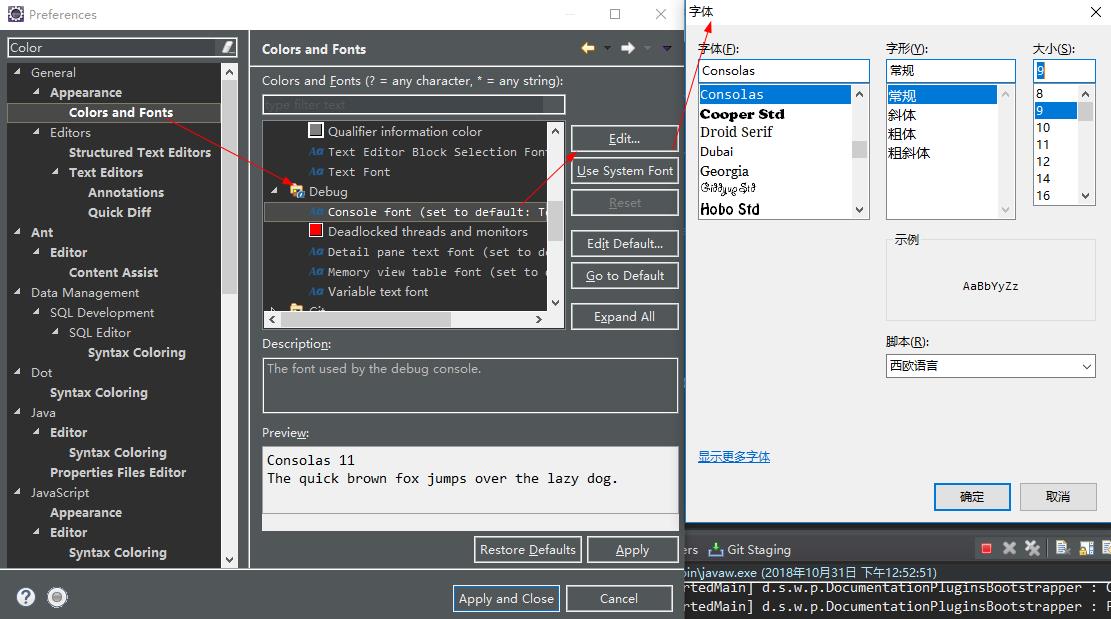 Preferences
Color
General
Appearance
Colors and Fonts
Editors
Structured Text Editors
Text Editors
Annotations
Quick Diff
Ant
Editor
Content Assist
Data Management
SQL Development
SQL Editor
Syntax Coloring
Dot
Syntax Coloring
Java
Editor
Syntax Coloring
Properties Files Editor
JavaScript
Appearance
Editor
Syntax Coloring
Colors and Fonts
Colors and Fonts (? = any character, * = any string):
type filter text
Qualifier information color
Aa Text Editor Block Selection Fon
Aa Text Font
Debug
Aa Console font (set to default: Te
Deadlocked threads and monitors
Aa Detail pane text font (set to d
Aa Memory view table font (set to d
Aa Variable text font
Git
Edit...
Use System Font
Reset
Edit Default...
Go to Default
Expand All
Description:
The font used by the debug console.
Preview:
Consolas 11
The quick brown fox jumps over the lazy dog.
Restore Defaults
Apply
Apply and Close
Cancel
字体
字体(F):
Consolas
Consolas
Cooper Std
Droid Serif
Dubai
Georgia
Giddyup Std
Hobo Std
字形(Y):
常规
常规
斜体
粗体
粗斜体
大小(S):
9
8
9
10
11
12
14
16
示例
AaBbYyZz
脚本(R):
西欧语言
显示更多字体
确定
取消
ers Git Staging
in\javaw.exe (2018年10月31日 下午12:52:51)
rtedMain] d.s.w.p.DocumentationPluginsBootstrapper : C
rtedMain] d.s.w.p.DocumentationPluginsBootstrapper : F